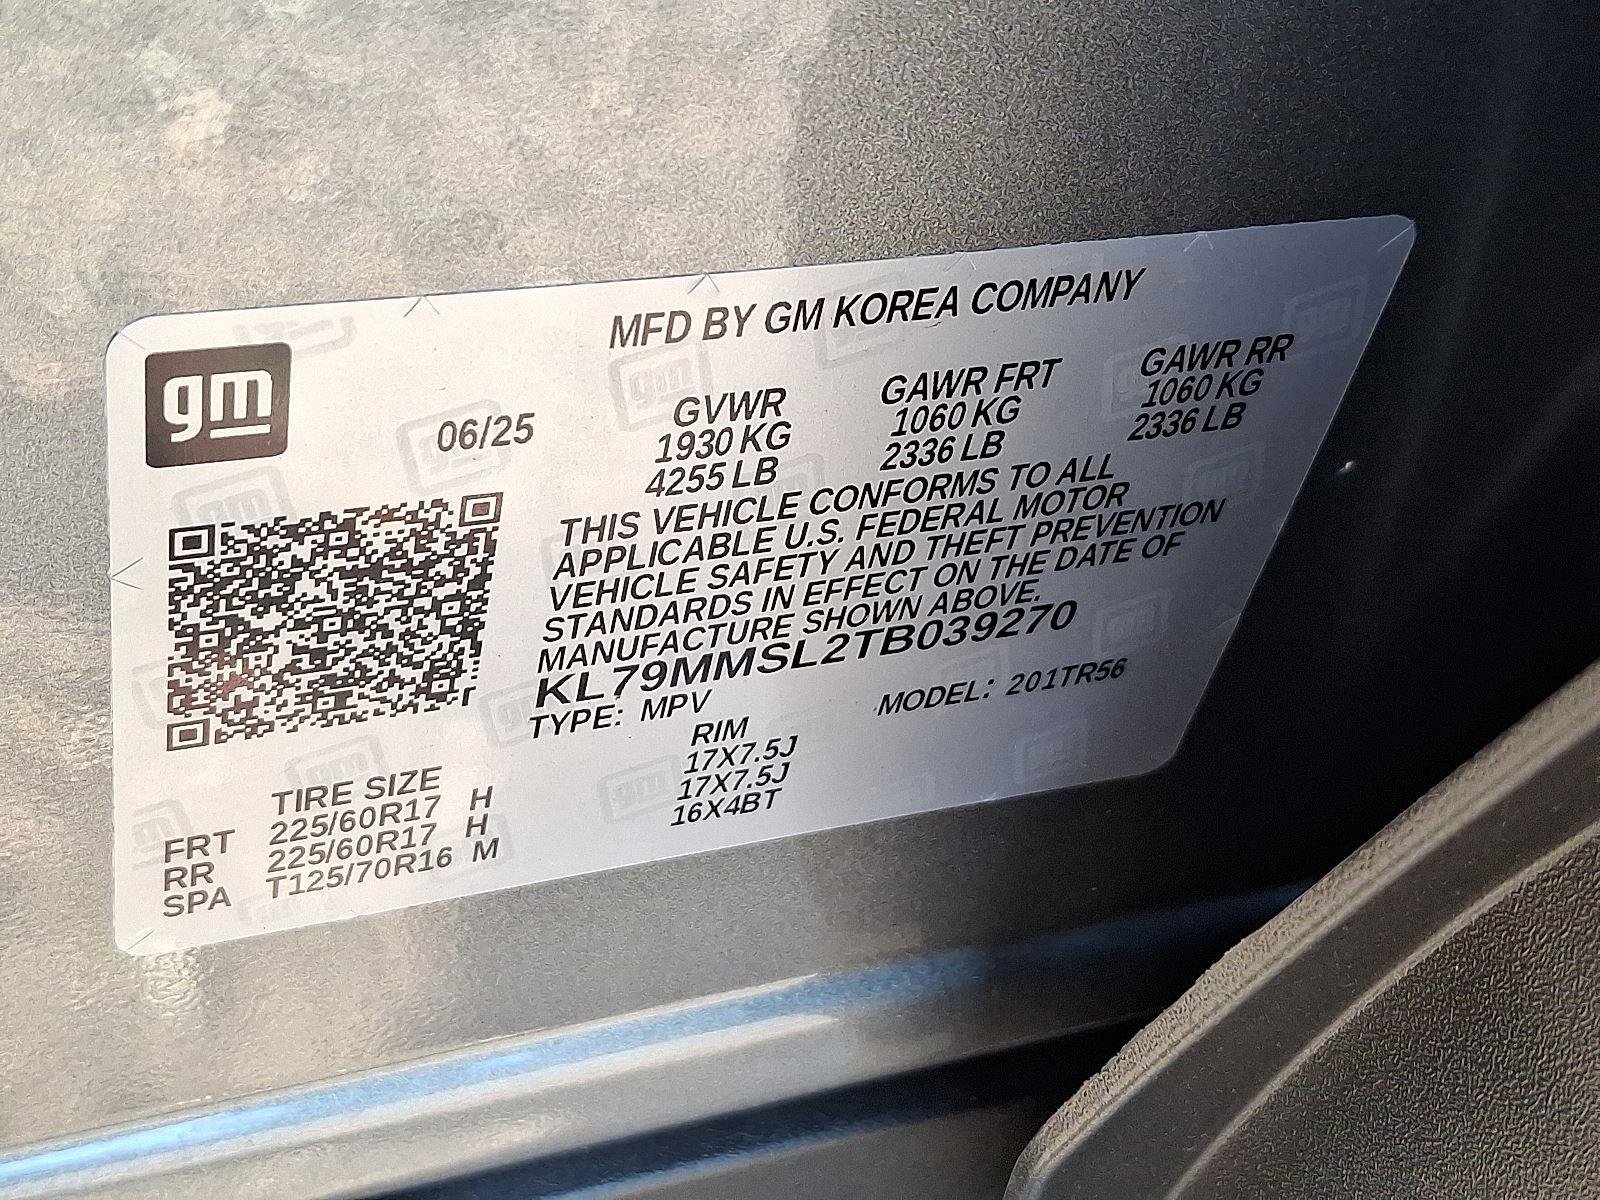 MFD BY GM KOREA COMPANY
gm
06/25
GVWR GAWR FRT GAWR RR
1930 KG 1060 KG 1060 KG
4255 LB 2336 LB 2336 LB
THIS VEHICLE CONFORMS TO ALL
APPLICABLE U.S. FEDERAL MOTOR
VEHICLE SAFETY AND THEFT PREVENTION
STANDARDS IN EFFECT ON THE DATE OF
MANUFACTURE SHOWN ABOVE.
KL79MMSL2TB039270
TYPE: MPV MODEL: 201TR56
TIRE SIZE RIM
FRT 225/60R17 H 17X7.5J
RR 225/60R17 H 17X7.5J
SPA T125/70R16 M 16X4BT